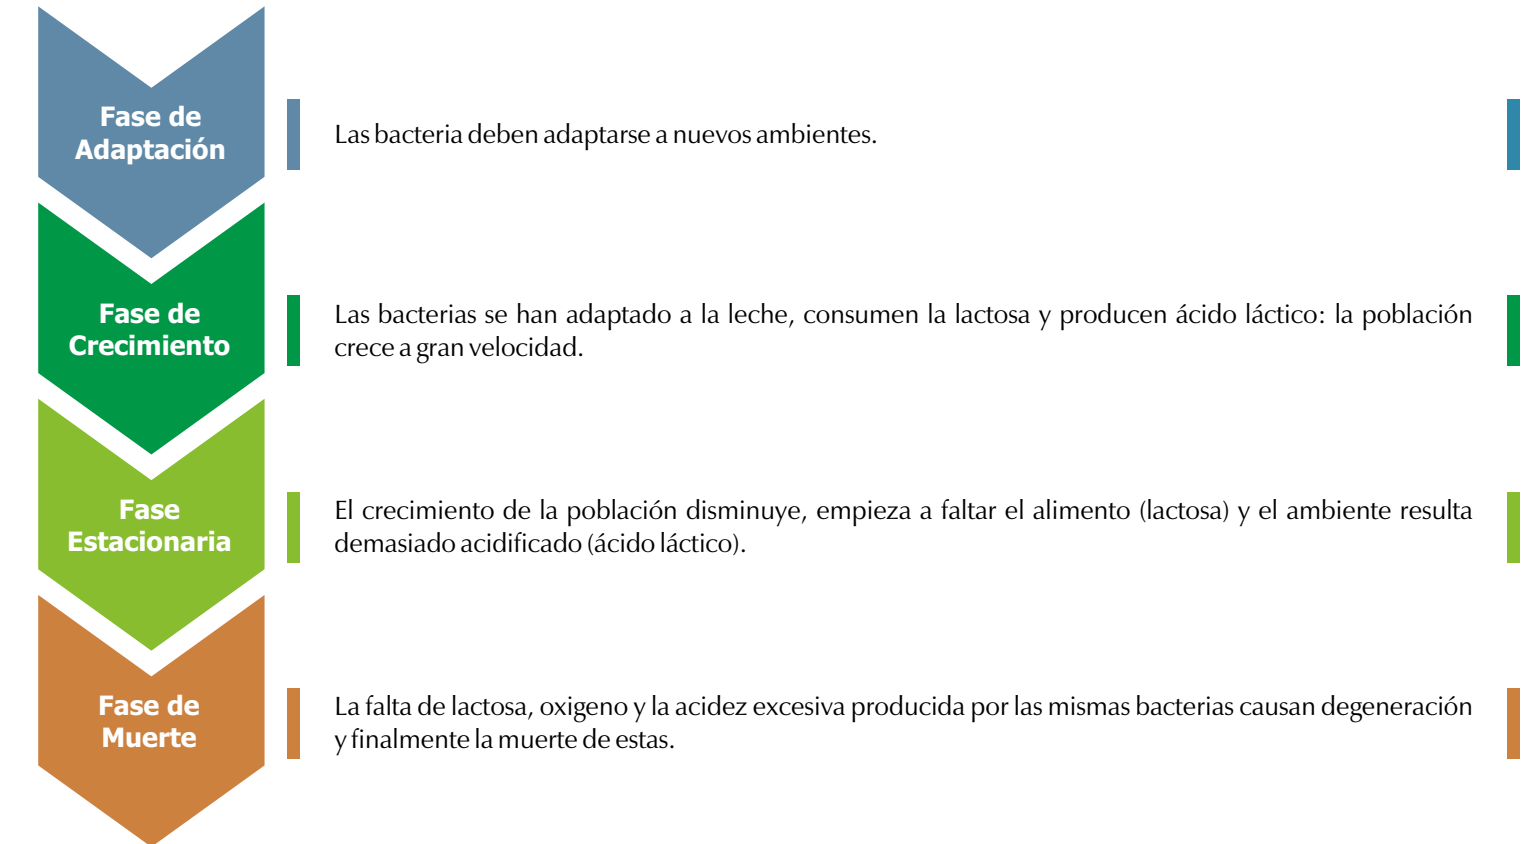 Fase de
Adaptación
Las bacteria deben adaptarse a nuevos ambientes.
Fase de
Crecimiento
Las bacterias se han adaptado a la leche, consumen la lactosa y producen ácido láctico: la población
crece a gran velocidad.
Fase
Estacionaria
El crecimiento de la población disminuye, empieza a faltar el alimento (lactosa) y el ambiente resulta
demasiado acidificado (ácido láctico).
Fase de
Muerte
La falta de lactosa, oxigeno y la acidez excesiva producida por las mismas bacterias causan degeneración
y finalmente la muerte de estas.